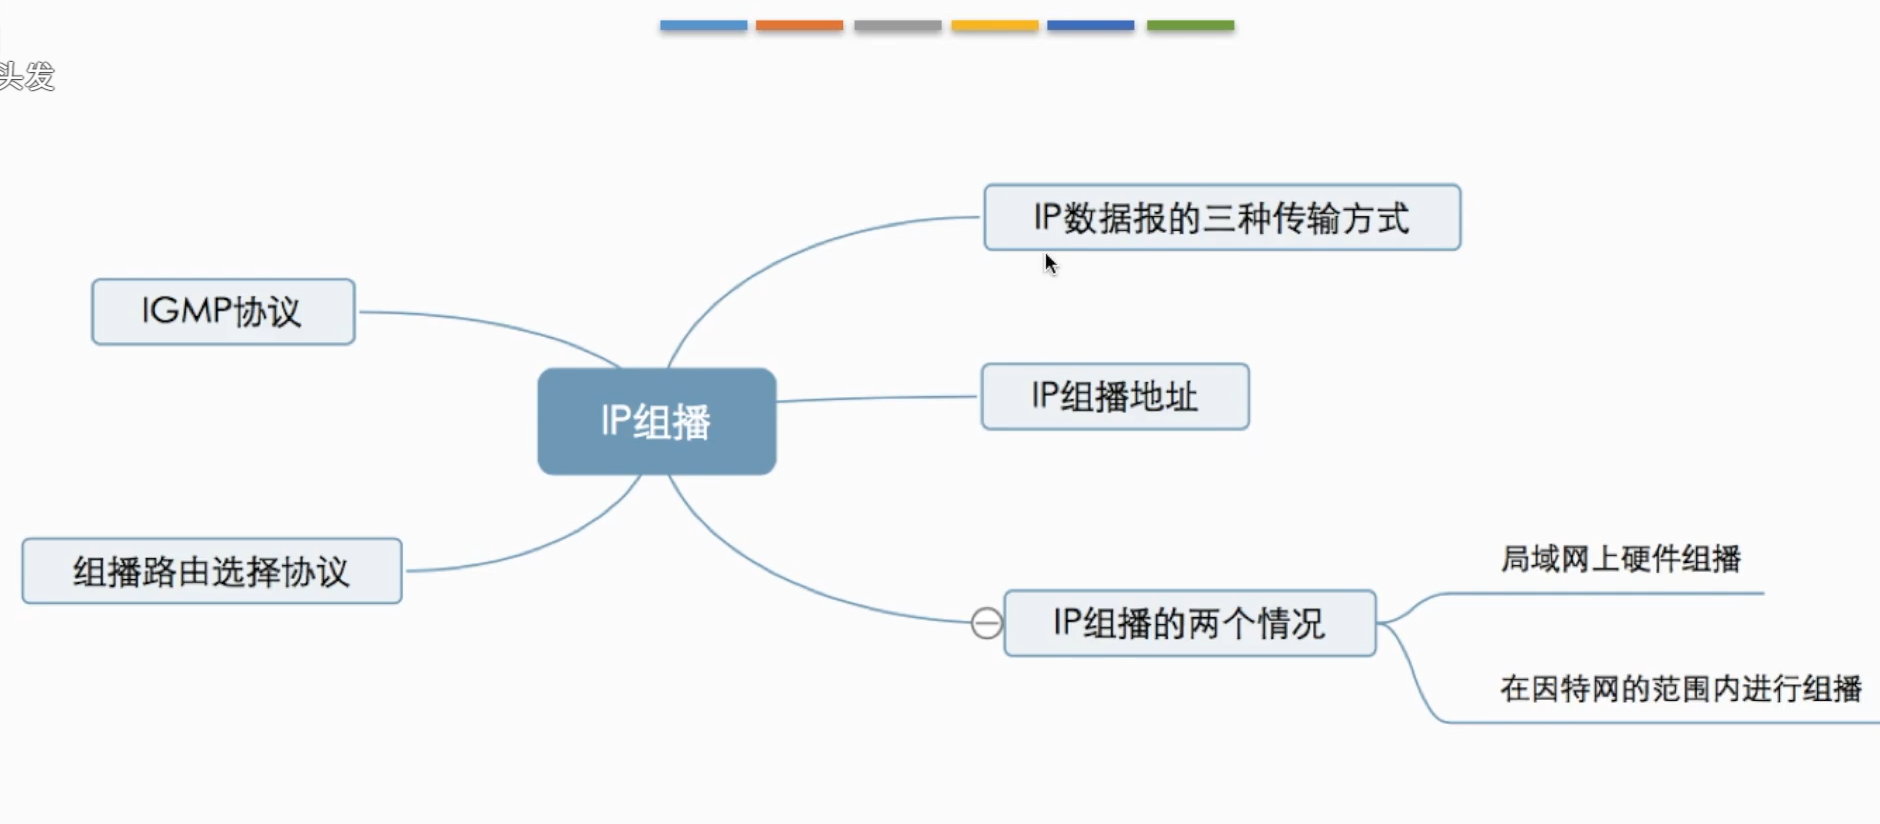 头发
IP数据报的三种传输方式
IGMP协议
IP组播
IP组播地址
组播路由选择协议
IP组播的两个情况
局域网上硬件组播
在因特网的范围内进行组播